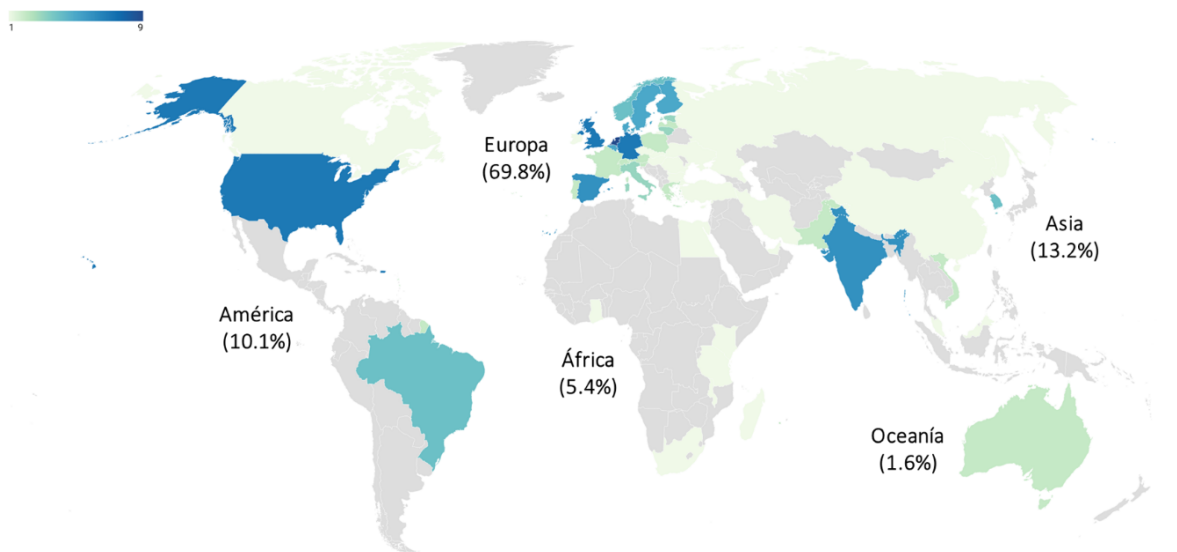 1 9
Europa
(69.8%)
Asia
(13.2%)
América
(10.1%)
África
(5.4%)
Oceanía
(1.6%)